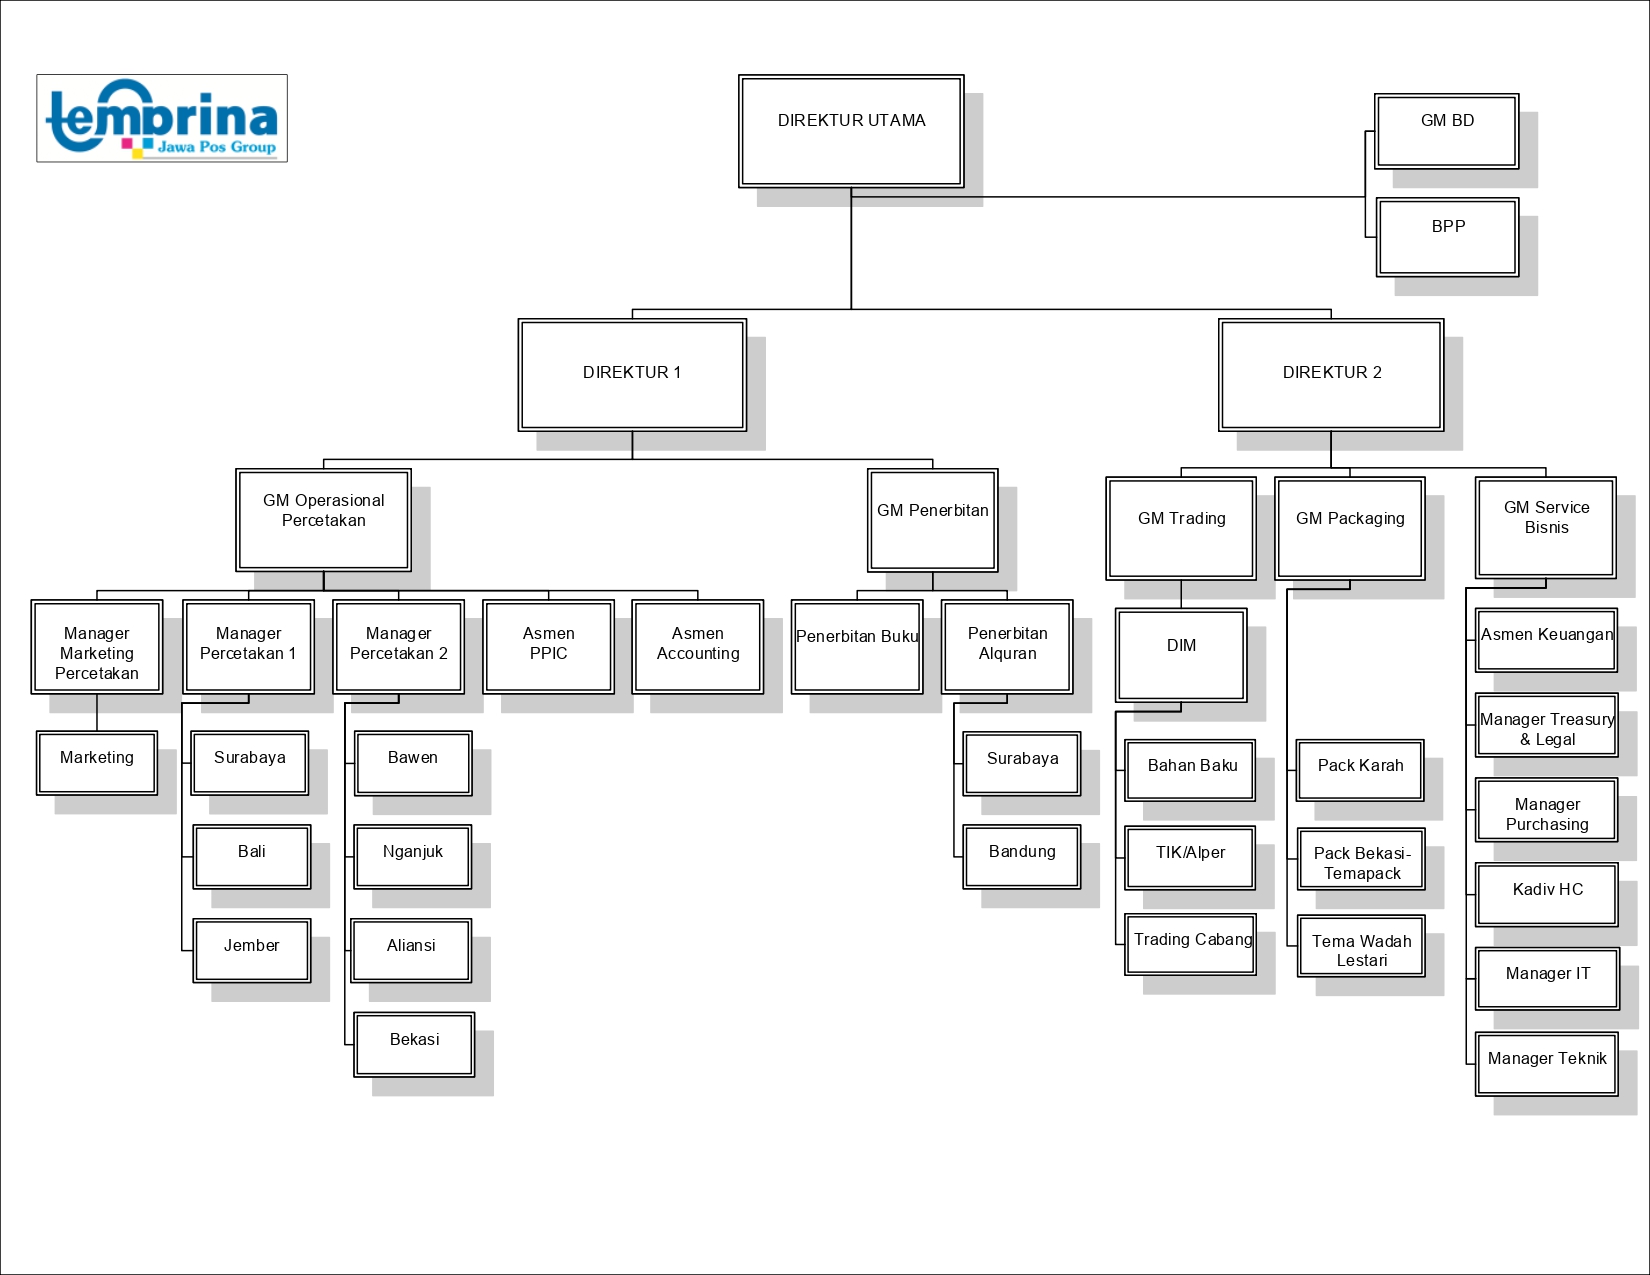 temprina
Jawa Pos Group
DIREKTUR UTAMA
GM BD
BPP
DIREKTUR 1
DIREKTUR 2
GM Operasional
Percetakan
GM Penerbitan
GM Trading
GM Packaging
GM Service
Bisnis
Manager
Marketing
Percetakan
Manager
Percetakan 1
Manager
Percetakan 2
Asmen
PPIC
Asmen
Accounting
Penerbitan Buku
Penerbitan
Alquran
DIM
Asmen Keuangan
Manager Treasury
& Legal
Marketing
Surabaya
Bawen
Surabaya
Bahan Baku
Pack Karah
Manager
Purchasing
Bali
Nganjuk
Bandung
TIK/Alper
Pack Bekasi-
Temapack
Kadiv HC
Jember
Aliansi
Trading Cabang
Tema Wadah
Lestari
Manager IT
Bekasi
Manager Teknik